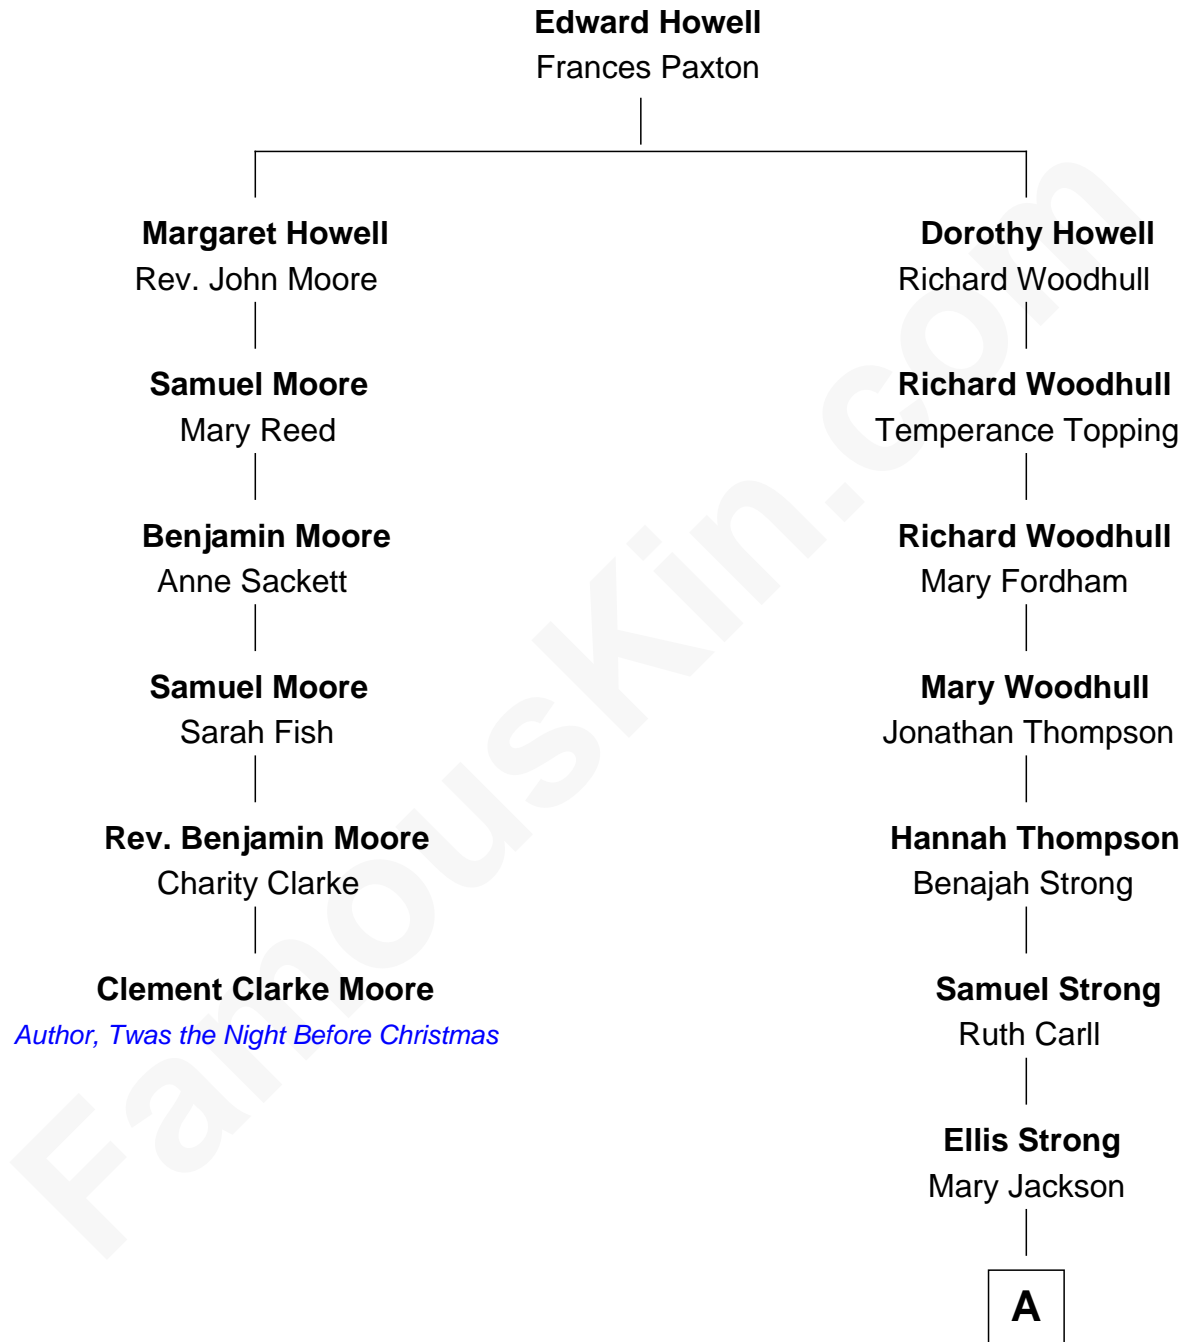 Edward Howell
Frances Paxton
Margaret Howell
Rev. John Moore
Samuel Moore
Mary Reed
Benjamin Moore
Anne Sackett
Samuel Moore
Sarah Fish
Rev. Benjamin Moore
Charity Clarke
Clement Clarke Moore
Author, Twas the Night Before Christmas
Dorothy Howell
Richard Woodhull
Richard Woodhull
Temperance Topping
Richard Woodhull
Mary Fordham
Mary Woodhull
Jonathan Thompson
Hannah Thompson
Benajah Strong
Samuel Strong
Ruth Carll
Ellis Strong
Mary Jackson
A
FamousKin.com